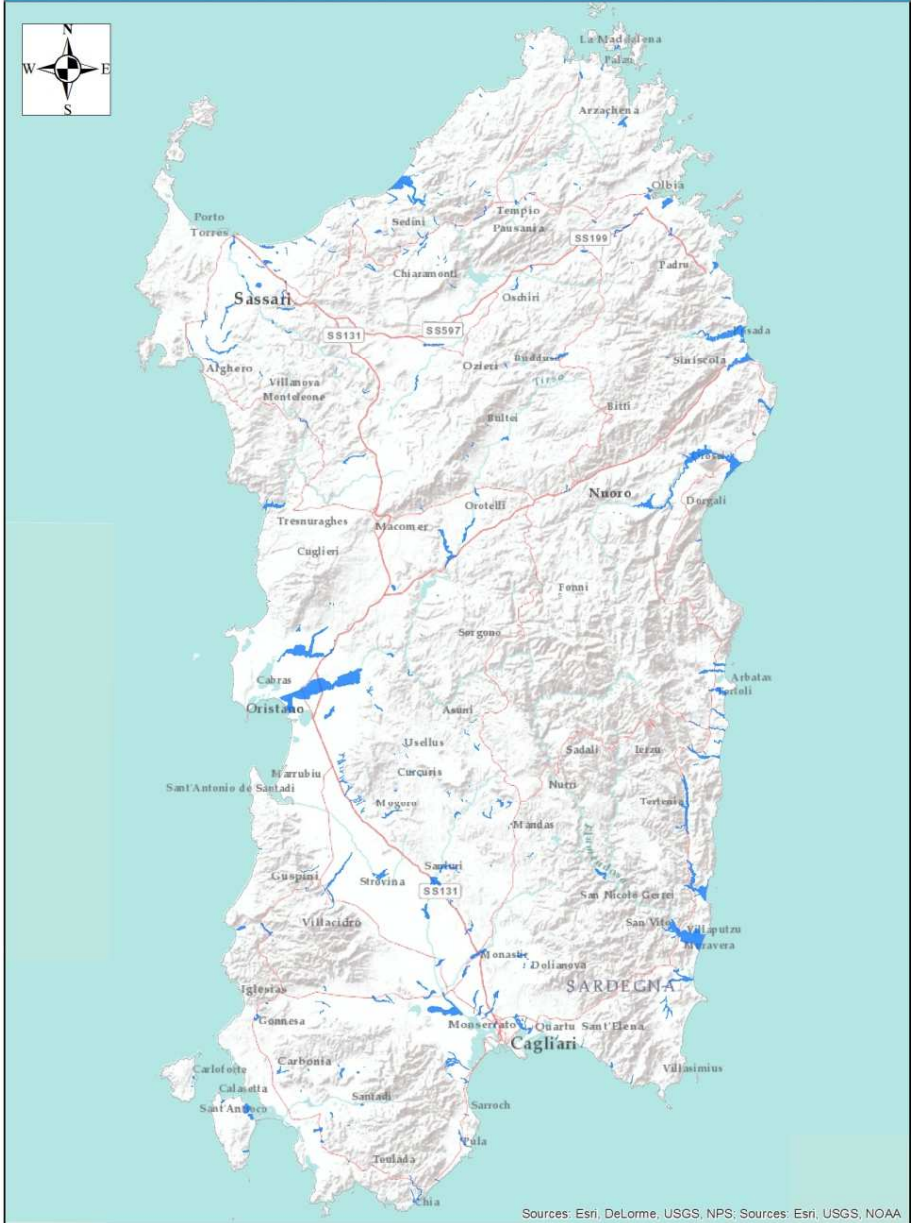 N
W E
S
La Maddalena
Palau
Arzachena
Olbia
Porto
Torres
Sedini
Tempio
Pausania
SS199
Padru
Chiaramonti
Oschiri
Sassari
SS597
SS131
Siniscola
Alghero
Ozieri
Buddusò
Tirso
Villanova
Monteleone
Bitti
Bultei
Nuoro
Dorgali
Orotelli
Tresnuraghes
Macomer
Cuglieri
Fonni
Sorgono
Cabras
Arbatax
Tortolì
Oristano
Asuni
Usellus
Sadali
Ierzu
Marrubiu
Curcuris
Sant'Antonio de Santadi
Nurri
Mogoro
Tertenia
Mandas
Sanluri
Guspini
Strovina
SS131
San Nicolò Gerrei
Villacidro
San Vito
Villaputzu
Muravera
Monastir
Dolianova
SARDEGNA
Iglesias
Gonnesa
Monserrato
Quartu Sant'Elena
Cagliari
Carbonia
Carloforte
Villasimius
Calasetta
Santadi
Sant'Antioco
Sarroch
Pula
Teulada
Chia
Sources: Esri, DeLorme, USGS, NPS; Sources: Esri, USGS, NOAA